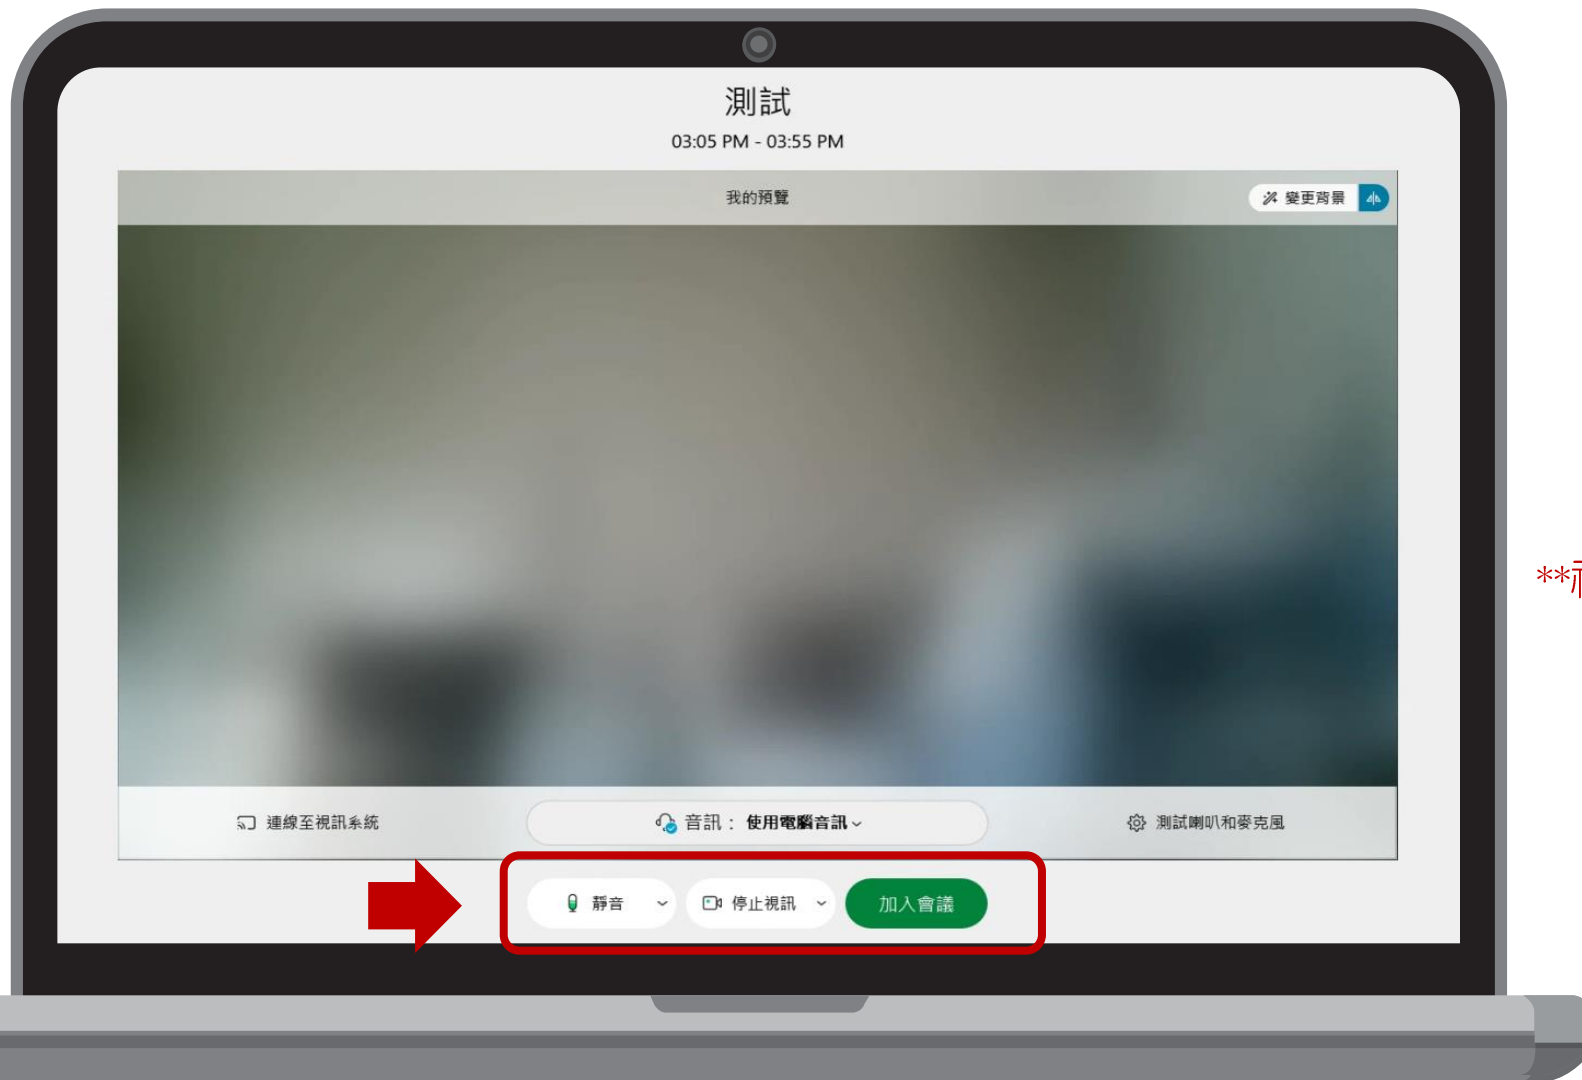 測試
03:05 PM - 03:55 PM
我的預覽
變更背景
連線至視訊系統
音訊： 使用電腦音訊
測試喇叭和麥克風
靜音
停止視訊
加入會議
**